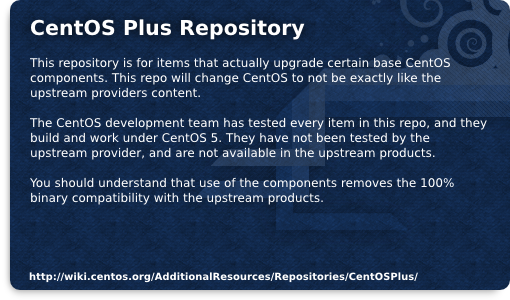 CentOS Plus Repository
This repository is for items that actually upgrade certain base CentOS
components. This repo will change CentOS to not be exactly like the
upstream providers content.
The CentOS development team has tested every item in this repo, and they
build and work under CentOS 5. They have not been tested by the
upstream provider, and are not available in the upstream products.
You should understand that use of the components removes the 100%
binary compatibility with the upstream products.
http://wiki.centos.org/AdditionalResources/Repositories/CentOSPlus/